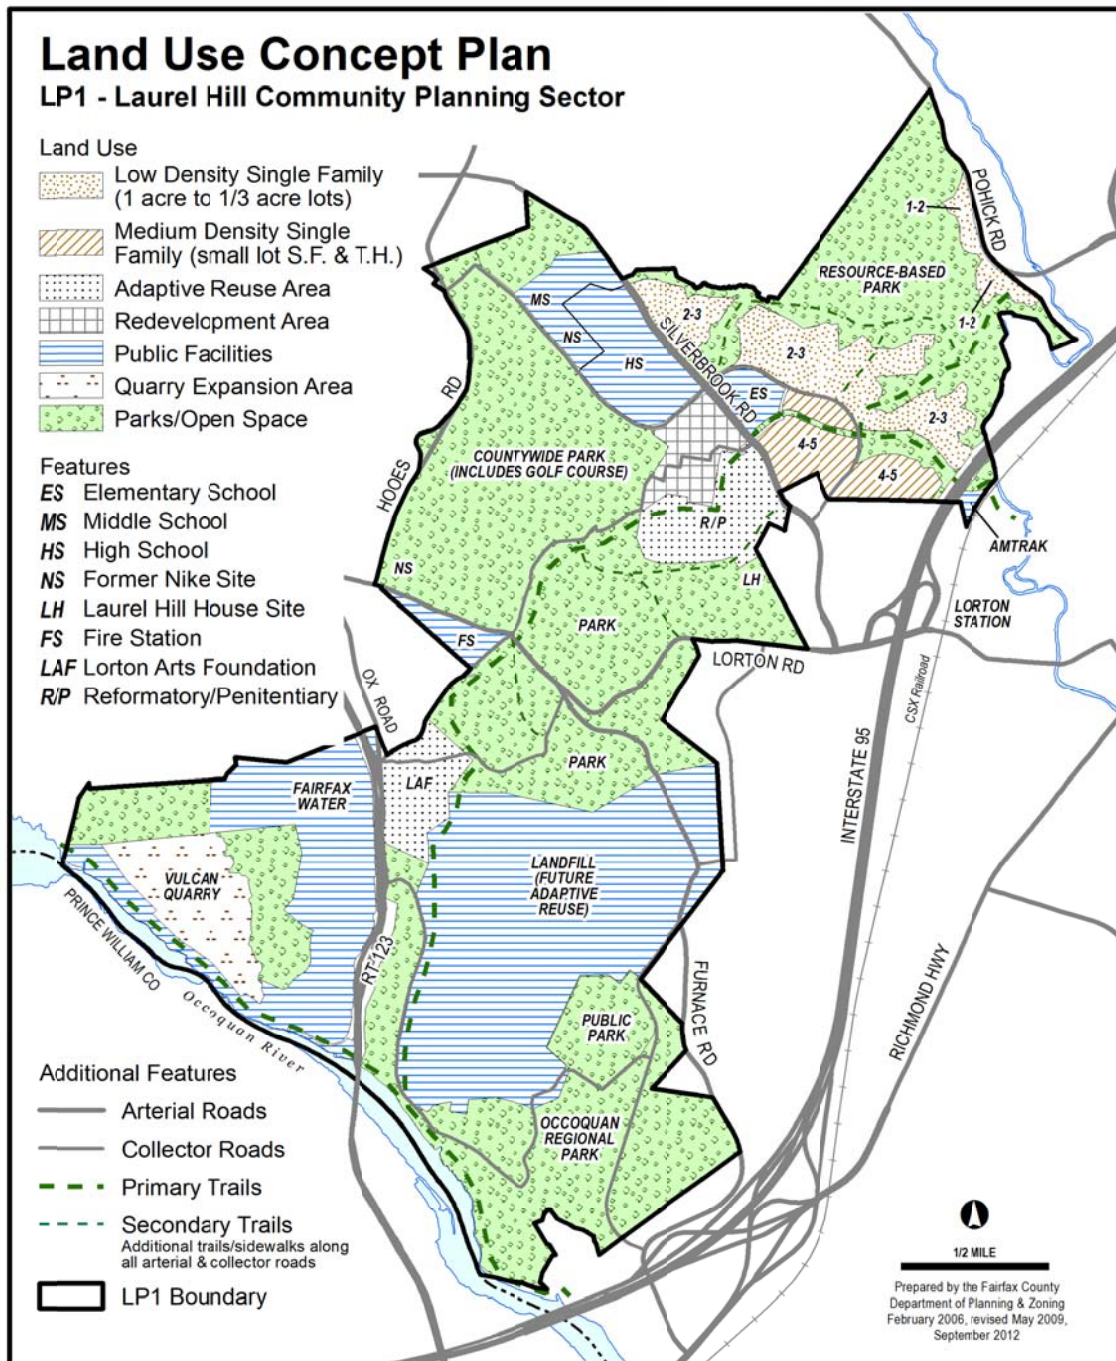 Land Use Concept Plan
LP1 - Laurel Hill Community Planning Sector
Land Use
Low Density Single Family
(1 acre to 1/3 acre lots)
Medium Density Single
Family (small lot S.F. & T.H.)
Adaptive Reuse Area
Redevelopment Area
Public Facilities
Quarry Expansion Area
Parks/Open Space
Features
ES Elementary School
MS Middle School
HS High School
NS Former Nike Site
LH Laurel Hill House Site
FS Fire Station
LAF Lorton Arts Foundation
R/P Reformatory/Penitentiary
POHICK RD
1-2
RESOURCE-BASED
PARK
1-2
MS
NS
HS
2-3
SILVERBROOK RD
2-3
ES
2-3
4-5
4-5
HOOES RD
COUNTYWIDE PARK
(INCLUDES GOLF COURSE)
R/P
AMTRAK
NS
LH
LORTON
STATION
PARK
FS
LORTON RD
CSX Railroad
OX ROAD
INTERSTATE 95
PARK
LAF
FAIRFAX
WATER
LANDFILL
(FUTURE
ADAPTIVE
REUSE)
VULCAN
QUARRY
PRINCE WILLIAM CO
RT 123
Occoquan River
FURNACE RD
RICHMOND HWY
PUBLIC
PARK
OCCOQUAN
REGIONAL
PARK
Additional Features
Arterial Roads
Collector Roads
Primary Trails
Secondary Trails
Additional trails/sidewalks along
all arterial & collector roads
LP1 Boundary
1/2 MILE
Prepared by the Fairfax County
Department of Planning & Zoning
February 2006, revised May 2009,
September 2012